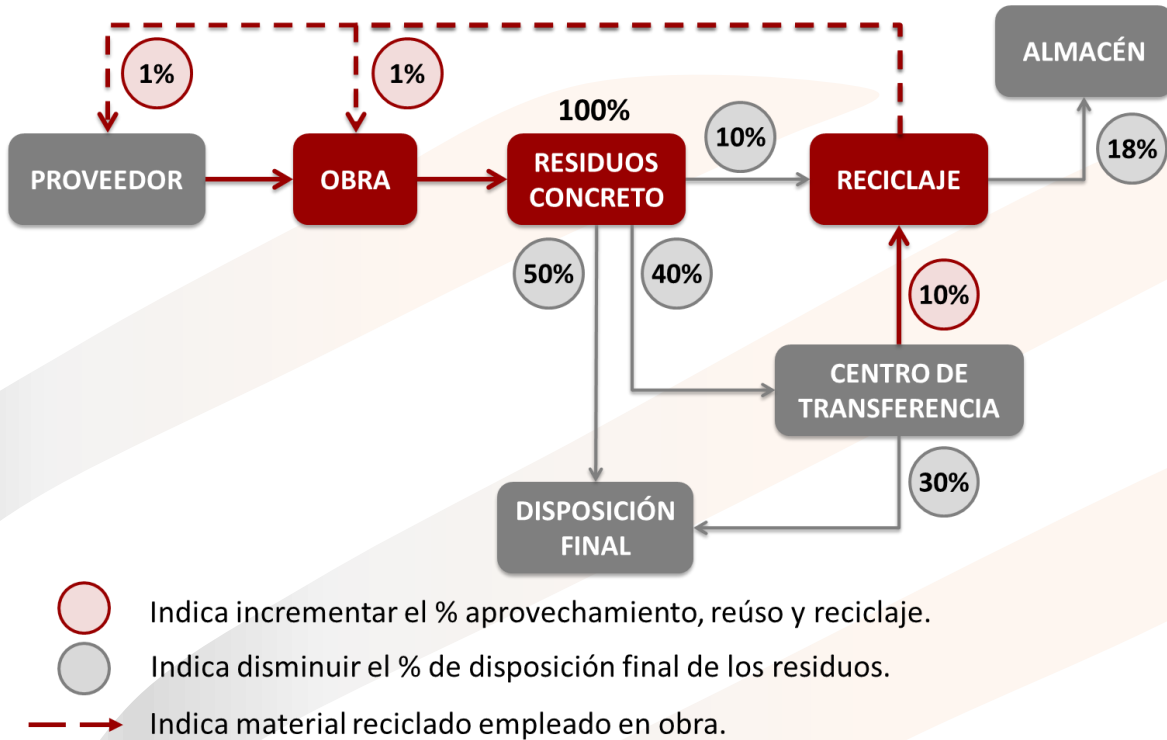 ALMACÉN
1%
1%
100%
10%
18%
PROVEEDOR
OBRA
RESIDUOS
CONCRETO
RECICLAJE
50%
40%
10%
CENTRO DE
TRANSFERENCIA
30%
DISPOSICIÓN
FINAL
Indica incrementar el % aprovechamiento, reúso y reciclaje.
Indica disminuir el % de disposición final de los residuos.
Indica material reciclado empleado en obra.